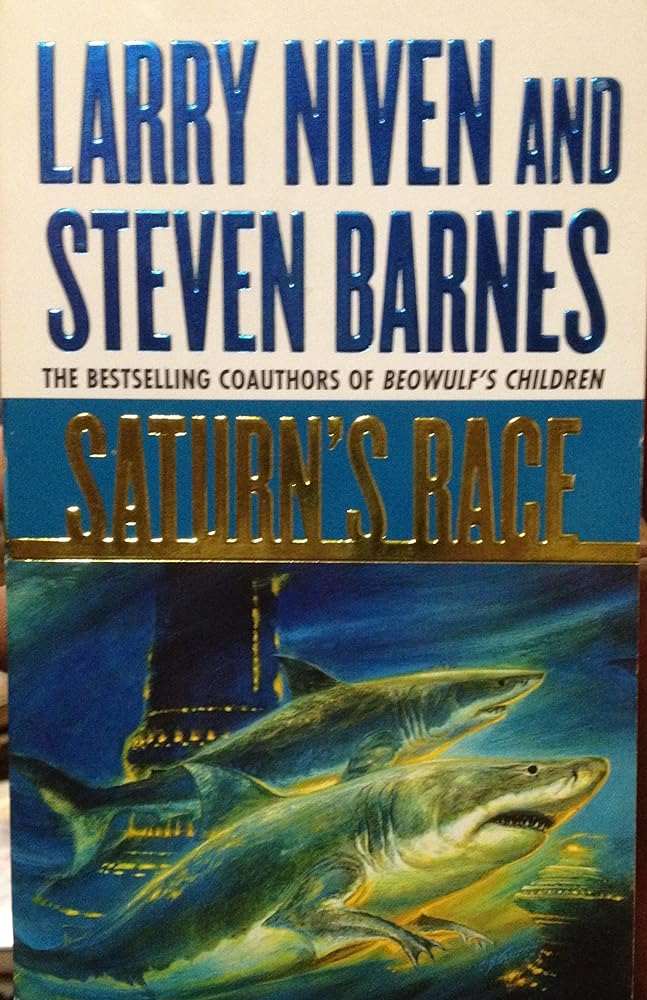 LARRY NIVEN AND
STEVEN BARNES
THE BESTSELLING COAUTHORS OF BEOWULF'S CHILDREN
SATURN'S RACE